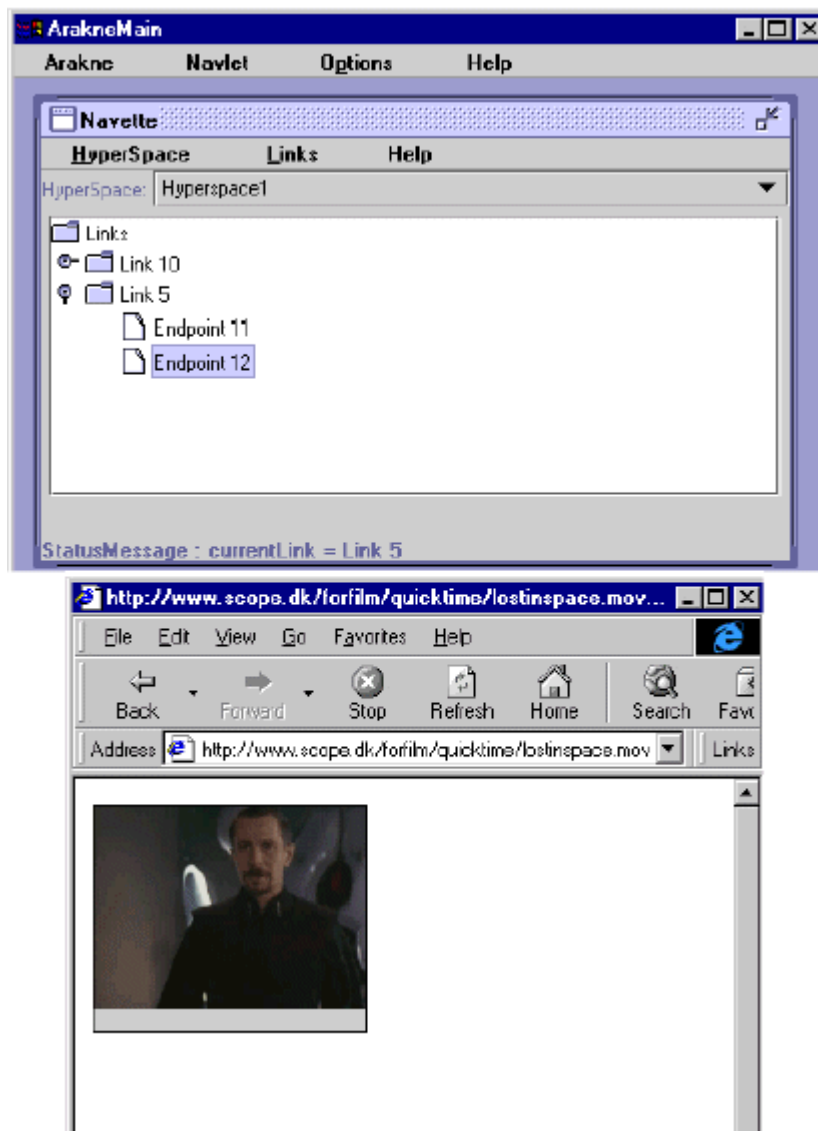 ArakneMain
Arakne Navlet Options Help
Navette
HyperSpace Links Help
HyperSpace: Hyperspace1
Links
Link 10
Link 5
Endpoint 11
Endpoint 12
StatusMessage : currentLink = Link 5
http://www.scope.dk/forfilm/quicktime/lostinspace.mov...
File Edit View Go Favorites Help
Back Forward Stop Refresh Home Search Favo
Address http://www.scope.dk/forfilm/quicktime/lostinspace.mov Links